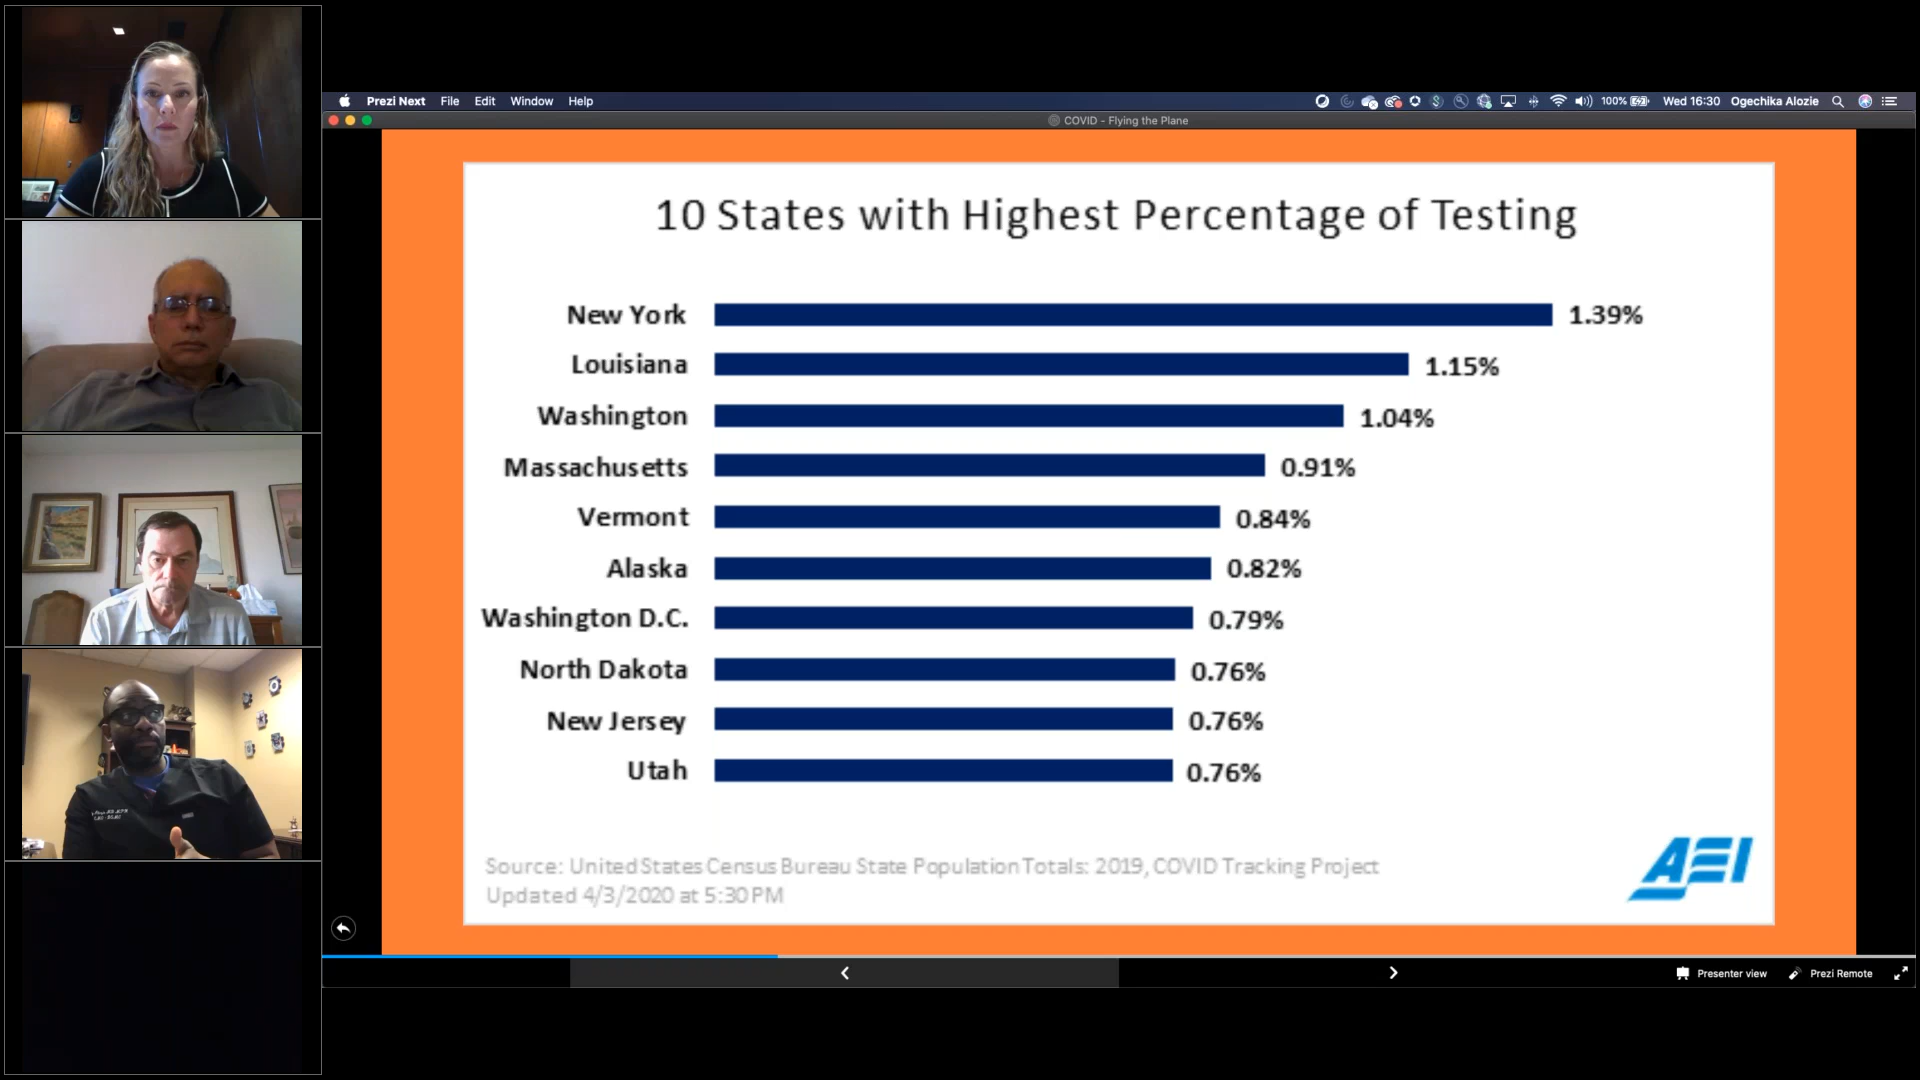 Prezi Next File Edit Window Help 100% Wed 16:30 Ogechika Alozie
COVID - Flying the Plane
10 States with Highest Percentage of Testing
New York 1.39%
Louisiana 1.15%
Washington 1.04%
Massachusetts 0.91%
Vermont 0.84%
Alaska 0.82%
Washington D.C. 0.79%
North Dakota 0.76%
New Jersey 0.76%
Utah 0.76%
Source: United States Census Bureau State Population Totals: 2019, COVID Tracking Project
Updated 4/3/2020 at 5:30 PM
AEI
Presenter view Prezi Remote